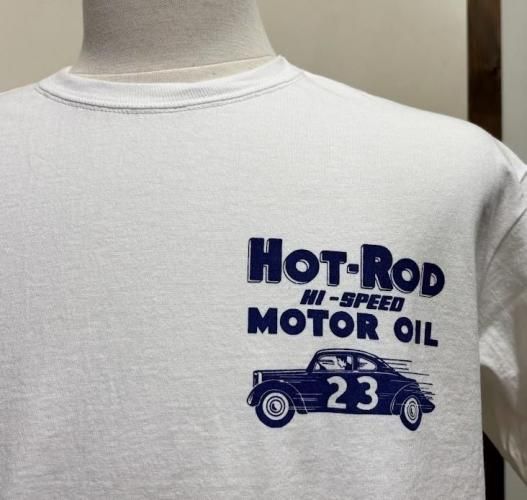 HOT-ROD
HI-SPEED
MOTOR OIL
23